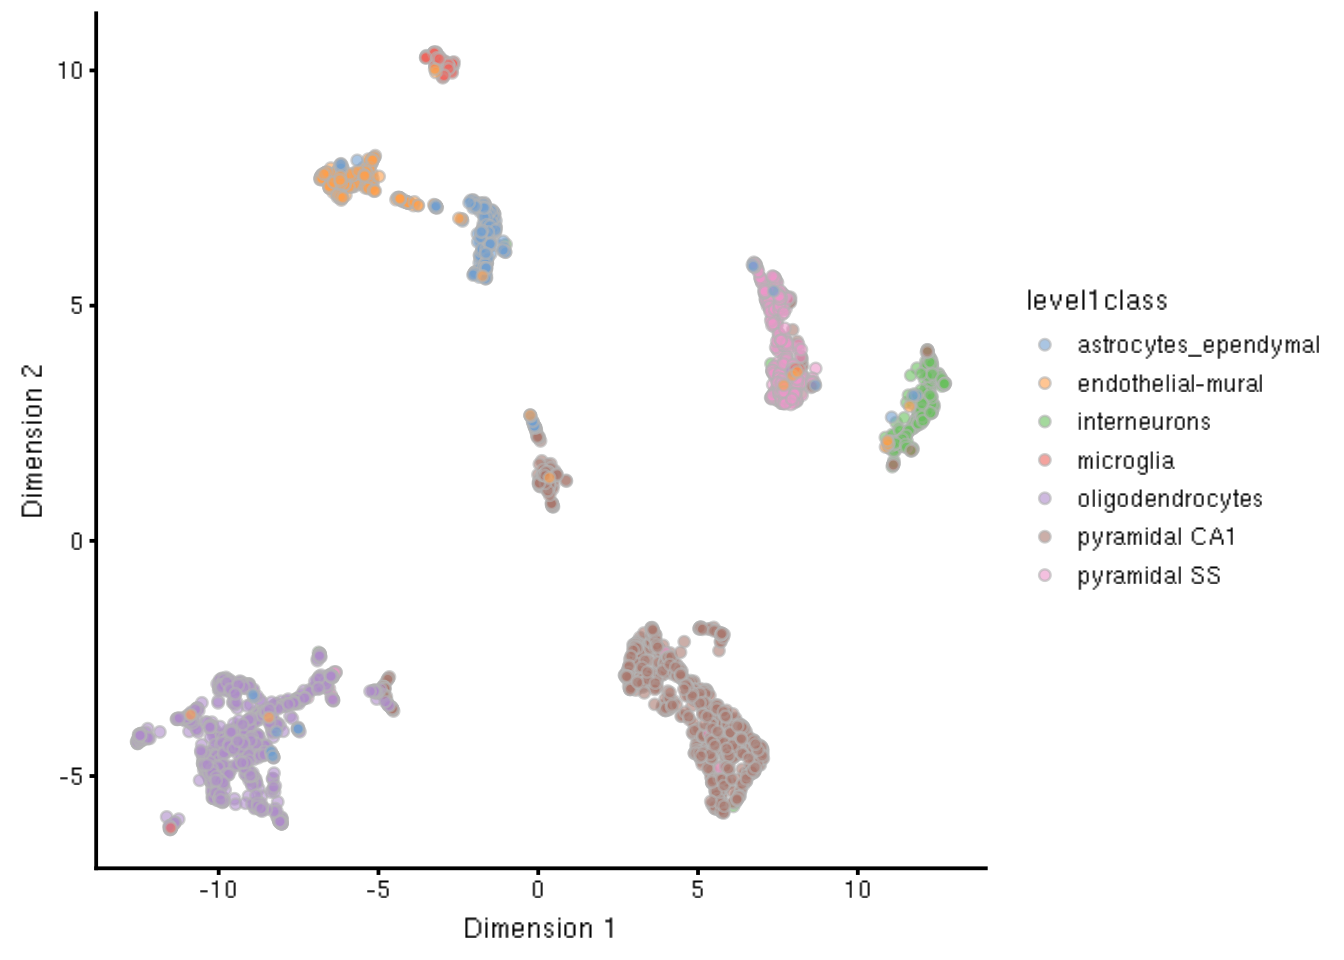 10
5
0
-5
Dimension 2
-10
-5
0
5
10
Dimension 1
level1class
astrocytes_ependymal
endothelial-mural
interneurons
microglia
oligodendrocytes
pyramidal CA1
pyramidal SS